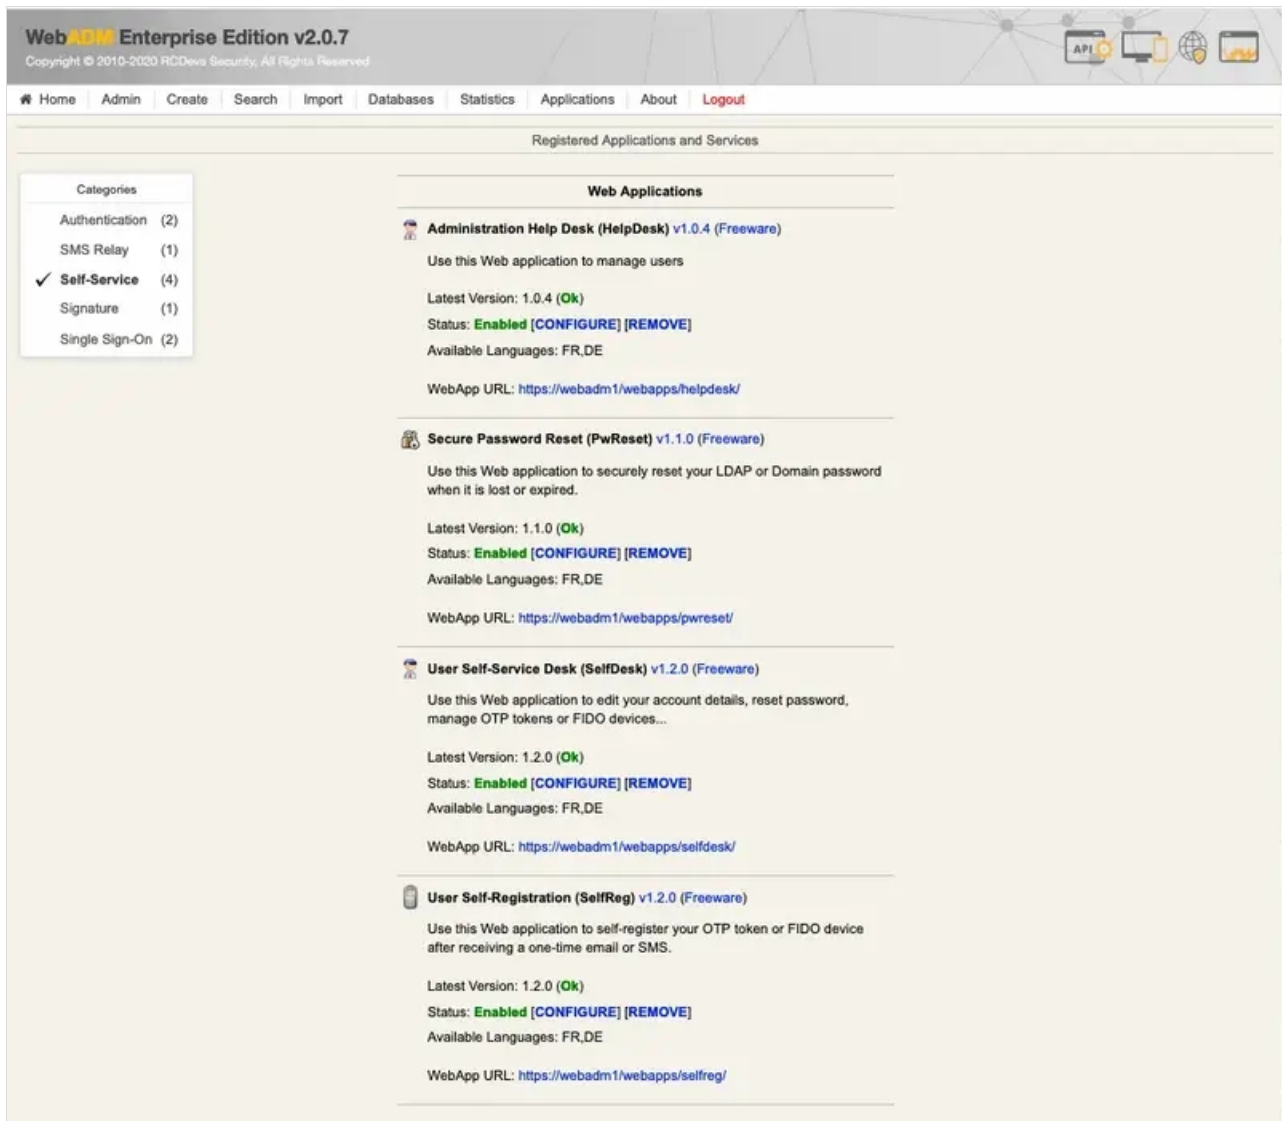 WebADM Enterprise Edition v2.0.7
Copyright © 2010-2020 RCDevs Security, All Rights Reserved
API
Home Admin Create Search Import Databases Statistics Applications About Logout
Registered Applications and Services
Categories
Authentication (2)
SMS Relay (1)
Self-Service (4)
Signature (1)
Single Sign-On (2)
Web Applications
Administration Help Desk (HelpDesk) v1.0.4 (Freeware)
Use this Web application to manage users
Latest Version: 1.0.4 (Ok)
Status: Enabled [CONFIGURE] [REMOVE]
Available Languages: FR,DE
WebApp URL: https://webadm1/webapps/helpdesk/
Secure Password Reset (PwReset) v1.1.0 (Freeware)
Use this Web application to securely reset your LDAP or Domain password
when it is lost or expired.
Latest Version: 1.1.0 (Ok)
Status: Enabled [CONFIGURE] [REMOVE]
Available Languages: FR,DE
WebApp URL: https://webadm1/webapps/pwreset/
User Self-Service Desk (SelfDesk) v1.2.0 (Freeware)
Use this Web application to edit your account details, reset password,
manage OTP tokens or FIDO devices...
Latest Version: 1.2.0 (Ok)
Status: Enabled [CONFIGURE] [REMOVE]
Available Languages: FR,DE
WebApp URL: https://webadm1/webapps/selfdesk/
User Self-Registration (SelfReg) v1.2.0 (Freeware)
Use this Web application to self-register your OTP token or FIDO device
after receiving a one-time email or SMS.
Latest Version: 1.2.0 (Ok)
Status: Enabled [CONFIGURE] [REMOVE]
Available Languages: FR,DE
WebApp URL: https://webadm1/webapps/selfreg/